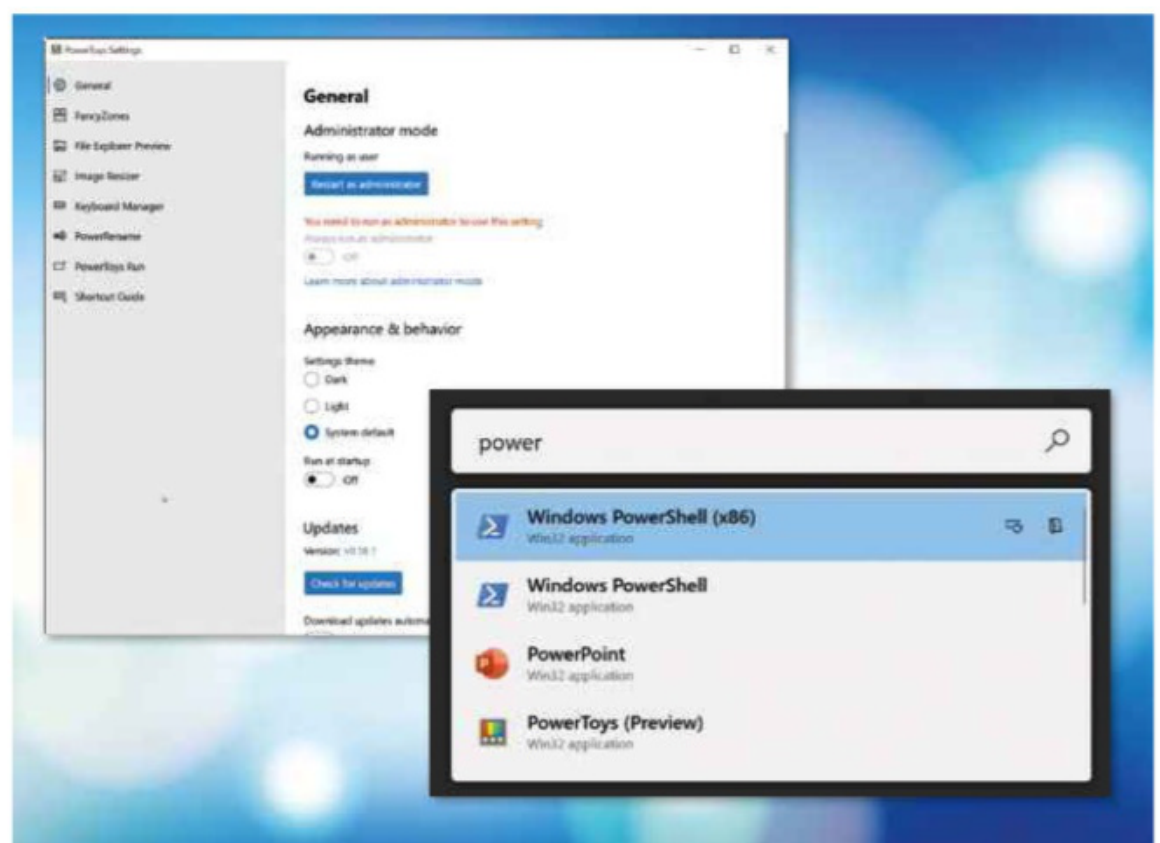 PowerToys Settings
General
FancyZones
File Explorer Preview
Image Resizer
Keyboard Manager
PowerRename
PowerToys Run
Shortcut Guide
General
Administrator mode
Running as user
Restart as administrator
You need to run as administrator to use this setting
Always run as administrator
Off
Learn more about administrator mode
Appearance & behavior
Settings theme
Dark
Light
System default
Run at startup
Off
Updates
Version:
Check for updates
Download updates
power
Windows PowerShell (x86)
Win32 application
Windows PowerShell
Win32 application
PowerPoint
Win32 application
PowerToys (Preview)
Win32 application